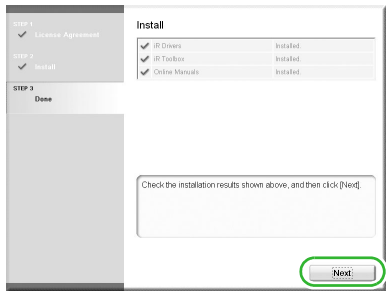 STEP 1
License Agreement
STEP 2
Install
STEP 3
Done
Install
iR Drivers Installed.
iR Toolbox Installed.
Online Manuals Installed.
Check the installation results shown above, and then click [Next].
Next